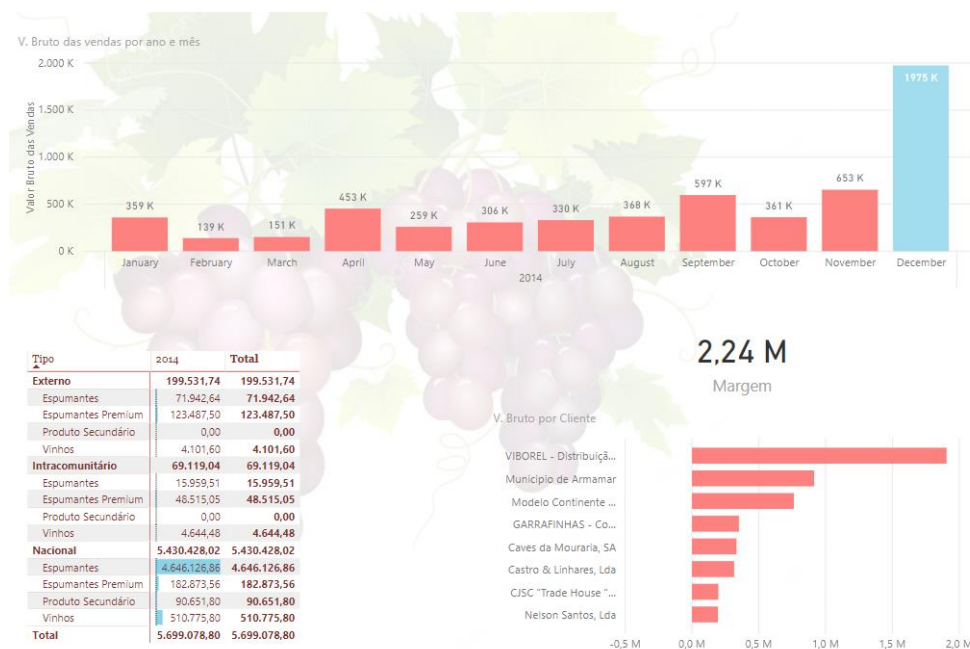 V. Bruto das vendas por ano e mês
Valor Bruto das Vendas
2.000 K
1.500 K
1.000 K
500 K
0 K
359 K 139 K 151 K 453 K 259 K 306 K 330 K 368 K 597 K 361 K 653 K 1975 K
January February March April May June July August September October November December
2014
Tipo 2014 Total
Externo 199.531,74 199.531,74
Espumantes 71.942,64 71.942,64
Espumantes Premium 123.487,50 123.487,50
Produto Secundário 0,00 0,00
Vinhos 4.101,60 4.101,60
Intracomunitário 69.119,04 69.119,04
Espumantes 15.959,51 15.959,51
Espumantes Premium 48.515,05 48.515,05
Produto Secundário 0,00 0,00
Vinhos 4.644,48 4.644,48
Nacional 5.430.428,02 5.430.428,02
Espumantes 4.646.126,86 4.646.126,86
Espumantes Premium 182.873,56 182.873,56
Produto Secundário 90.651,80 90.651,80
Vinhos 510.775,80 510.775,80
Total 5.699.078,80 5.699.078,80
2,24 M
Margem
V. Bruto por Cliente
VIBOREL - Distribuiçã...
Municipio de Armamar
Modelo Continente ...
GARRAFINHAS - Co...
Caves da Mouraria, SA
Castro & Linhares, Lda
CJSC "Trade House "...
Nelson Santos, Lda
-0,5 M 0,0 M 0,5 M 1,0 M 1,5 M 2,0 M